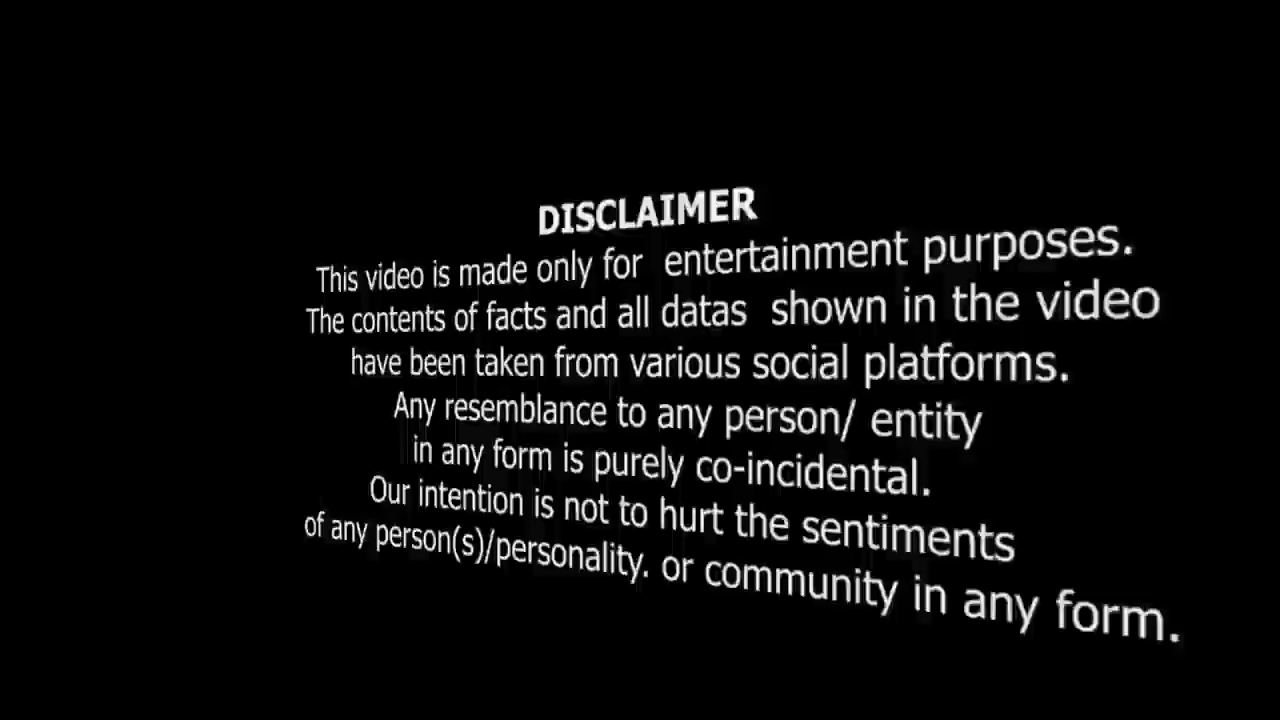 DISCLAIMER
This video is made only for entertainment purposes.
The contents of facts and all datas shown in the video
have been taken from various social platforms.
Any resemblance to any person/ entity
in any form is purely co-incidental.
Our intention is not to hurt the sentiments
of any person(s)/personality. or community in any form.